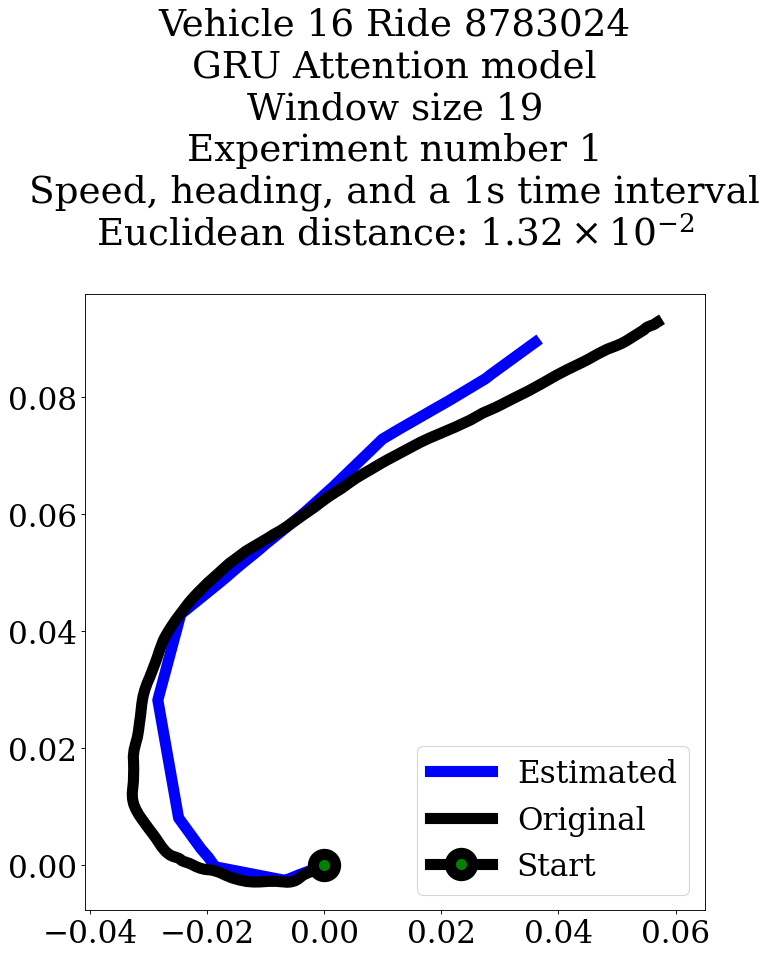 Vehicle 16 Ride 8783024
GRU Attention model
Window size 19
Experiment number 1
Speed, heading, and a 1s time interval
Euclidean distance: 1.32 × 10⁻²
0.08
0.06
0.04
0.02
0.00
Estimated
Original
Start
−0.04 −0.02 0.00 0.02 0.04 0.06